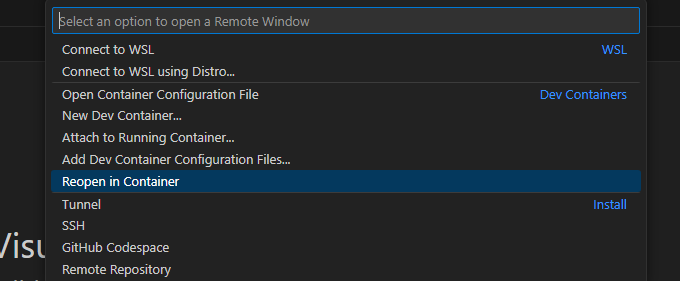 Select an option to open a Remote Window
Connect to WSL WSL
Connect to WSL using Distro...
Open Container Configuration File Dev Containers
New Dev Container...
Attach to Running Container...
Add Dev Container Configuration Files...
Reopen in Container
Tunnel Install
SSH
GitHub Codespace
Remote Repository